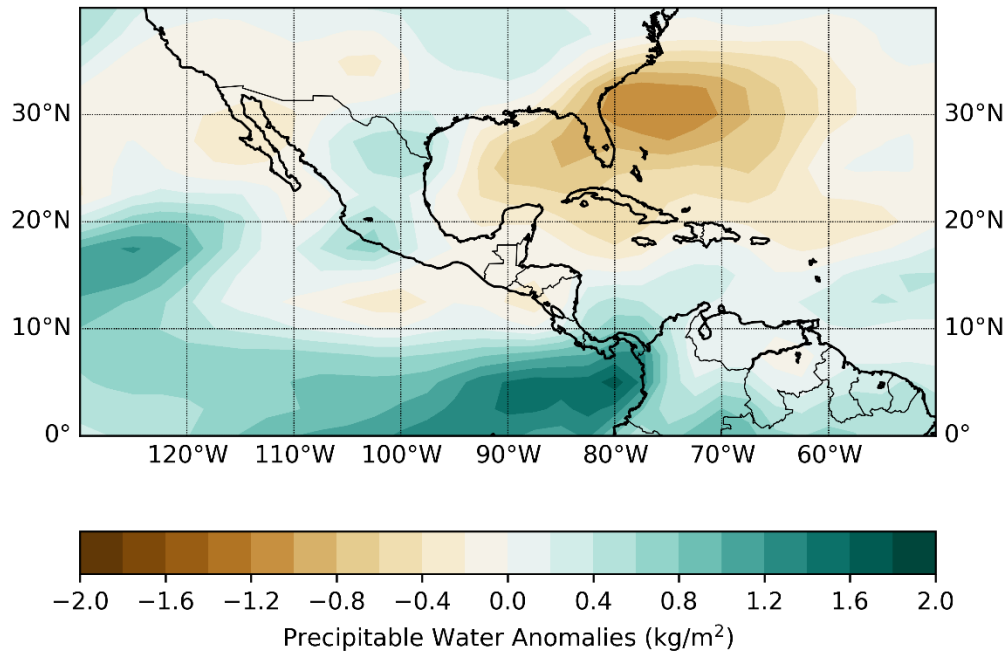 30°N 30°N
20°N 20°N
10°N 10°N
0° 0°
120°W 110°W 100°W 90°W 80°W 70°W 60°W
−2.0 −1.6 −1.2 −0.8 −0.4 0.0 0.4 0.8 1.2 1.6 2.0
Precipitable Water Anomalies (kg/m²)